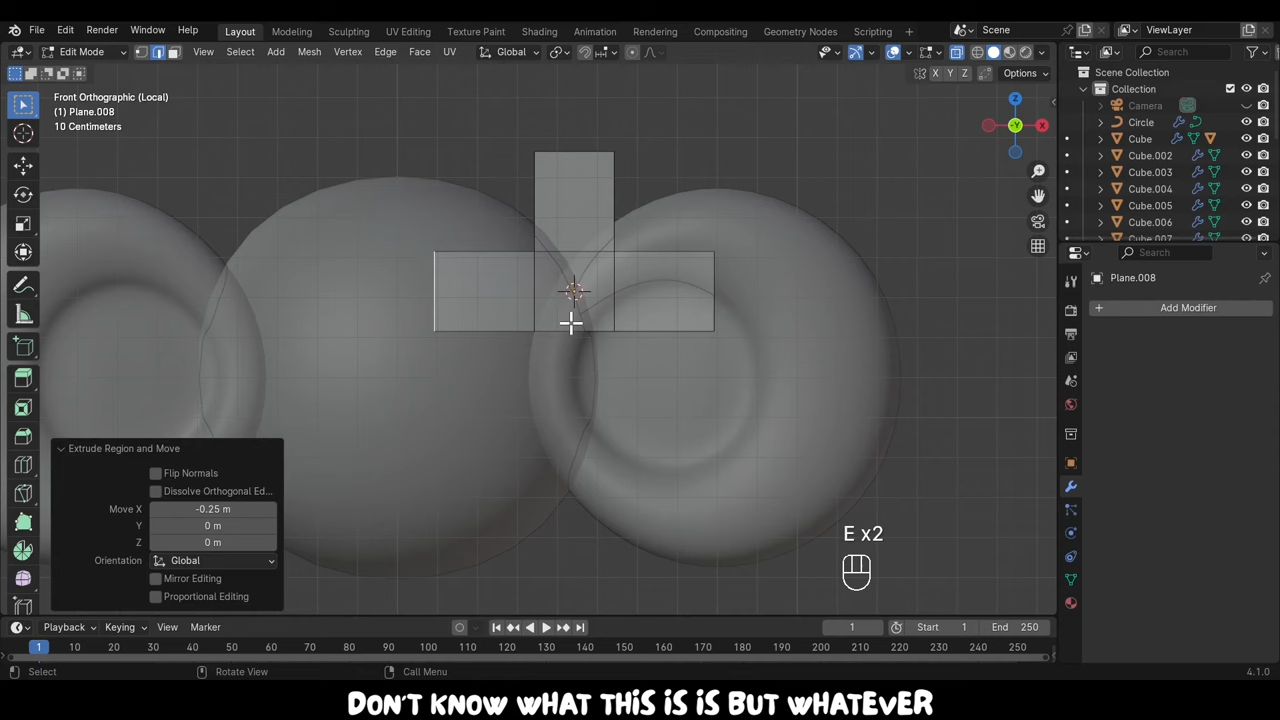 File Edit Render Window Help Layout Modeling Sculpting UV Editing Texture Paint Shading Animation Rendering Compositing Geometry Nodes Scripting + Scene ViewLayer
Edit Mode View Select Add Mesh Vertex Edge Face UV Global Search
X Y Z Options Scene Collection
Front Orthographic (Local)
(1) Plane.008
10 Centimeters
Z
X
-Y
Collection
Camera
Circle
Cube
Cube.002
Cube.003
Cube.004
Cube.005
Cube.006
Cube.007
Search
Plane.008
+ Add Modifier
Extrude Region and Move
Flip Normals
Dissolve Orthogonal Ed...
Move X -0.25 m
Y 0 m
Z 0 m
Orientation Global
Mirror Editing
Proportional Editing
E x2
Playback Keying View Marker 1 Start 1 End 250
1 10 20 30 40 50 60 70 80 90 100 110 120 130 140 150 160 170 180 190 200 210 220 230 240 250
Select Rotate View Call Menu 4.1.0
DON'T KNOW WHAT THIS IS IS BUT WHATEVER